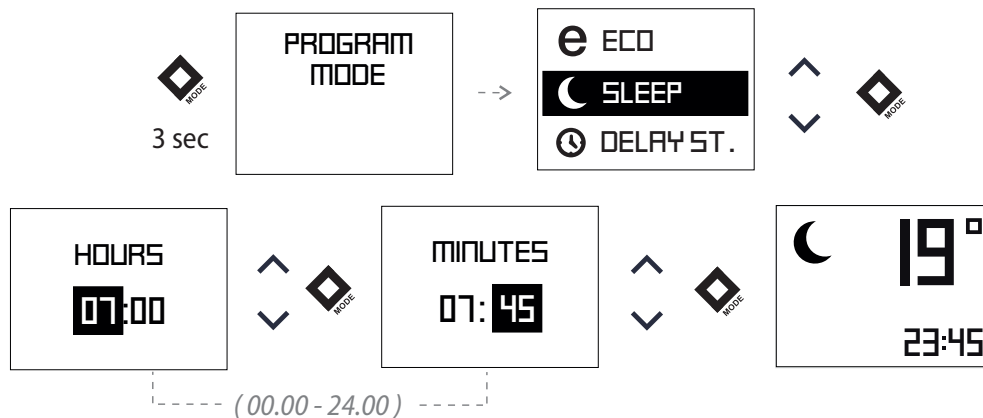 PROGRAM
MODE
MODE
3 sec
e ECO
SLEEP
DELAY ST.
MODE
HOURS
07:00
MODE
MINUTES
07:45
MODE
19°
23:45
( 00.00 - 24.00 )